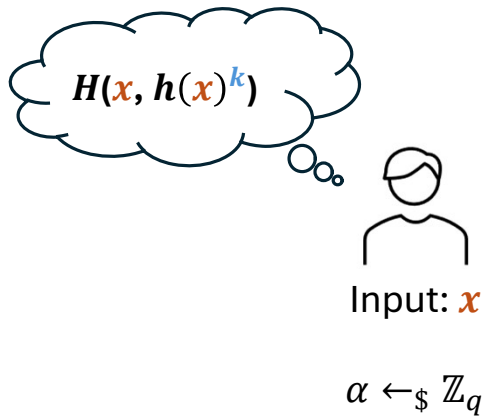 H(x, h(x)^k)
Input: x
α ←$ ℤq